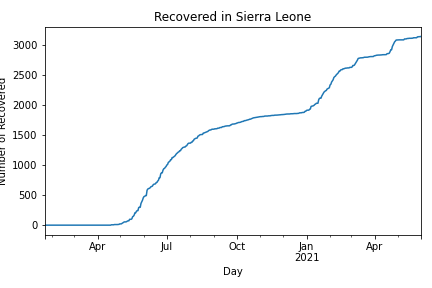 Recovered in Sierra Leone
Number of Recovered
3000
2500
2000
1500
1000
500
0
Apr
Jul
Oct
Jan
2021
Apr
Day